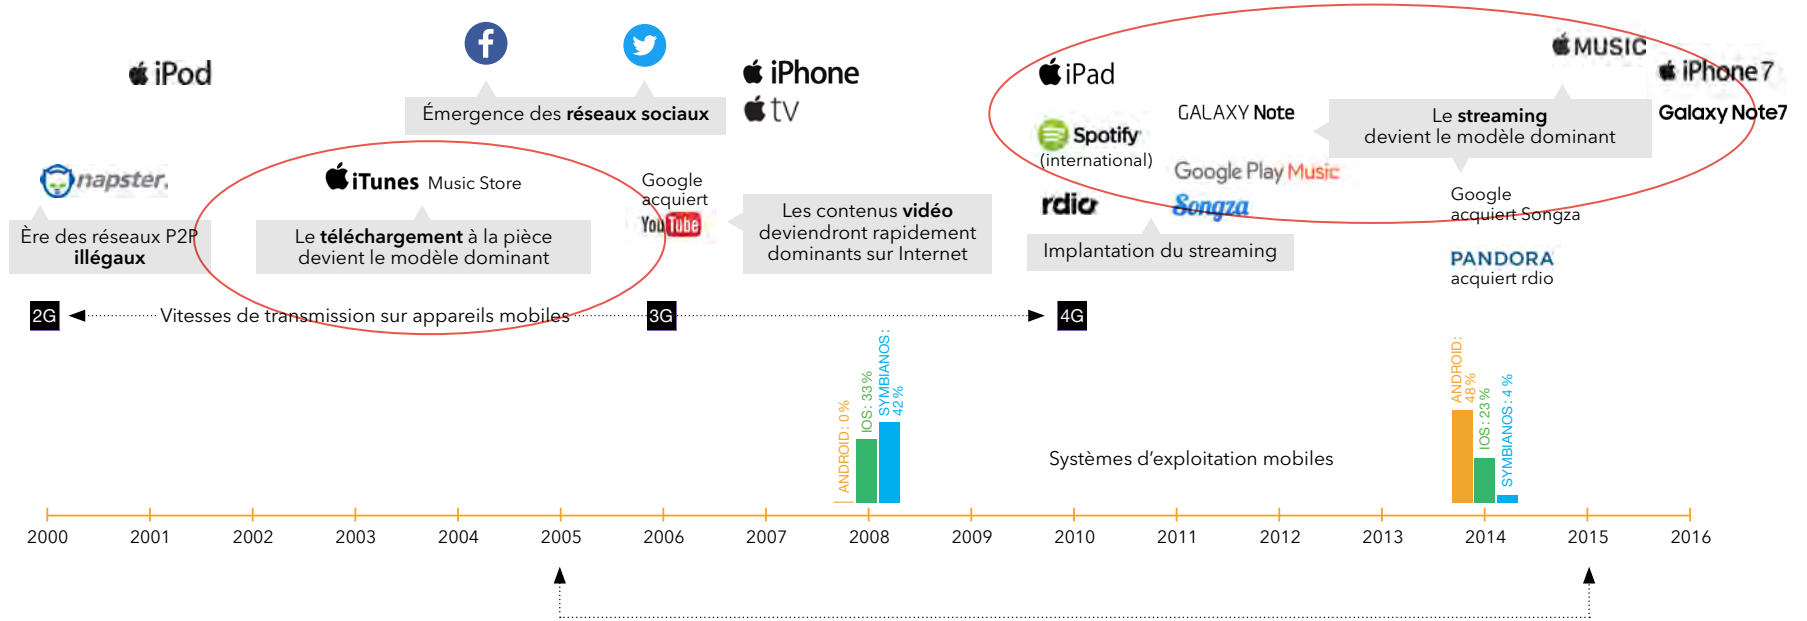 iPod
Émergence des réseaux sociaux
iPhone
tv
iPad
MUSIC
iPhone 7
GALAXY Note
Le streaming
devient le modèle dominant
Galaxy Note7
Spotify
(international)
Google Play Music
napster.
iTunes Music Store
Google
acquiert
YouTube
rdio
Songza
Google
acquiert Songza
Ère des réseaux P2P
illégaux
Le téléchargement à la pièce
devient le modèle dominant
Les contenus vidéo
deviendront rapidement
dominants sur Internet
Implantation du streaming
PANDORA
acquiert rdio
2G
Vitesses de transmission sur appareils mobiles
3G
4G
ANDROID: 0 %
IOS: 33 %
SYMBIANOS:
42 %
Systèmes d'exploitation mobiles
ANDROID:
48 %
IOS: 23 %
SYMBIANOS: 4 %
2000 2001 2002 2003 2004 2005 2006 2007 2008 2009 2010 2011 2012 2013 2014 2015 2016